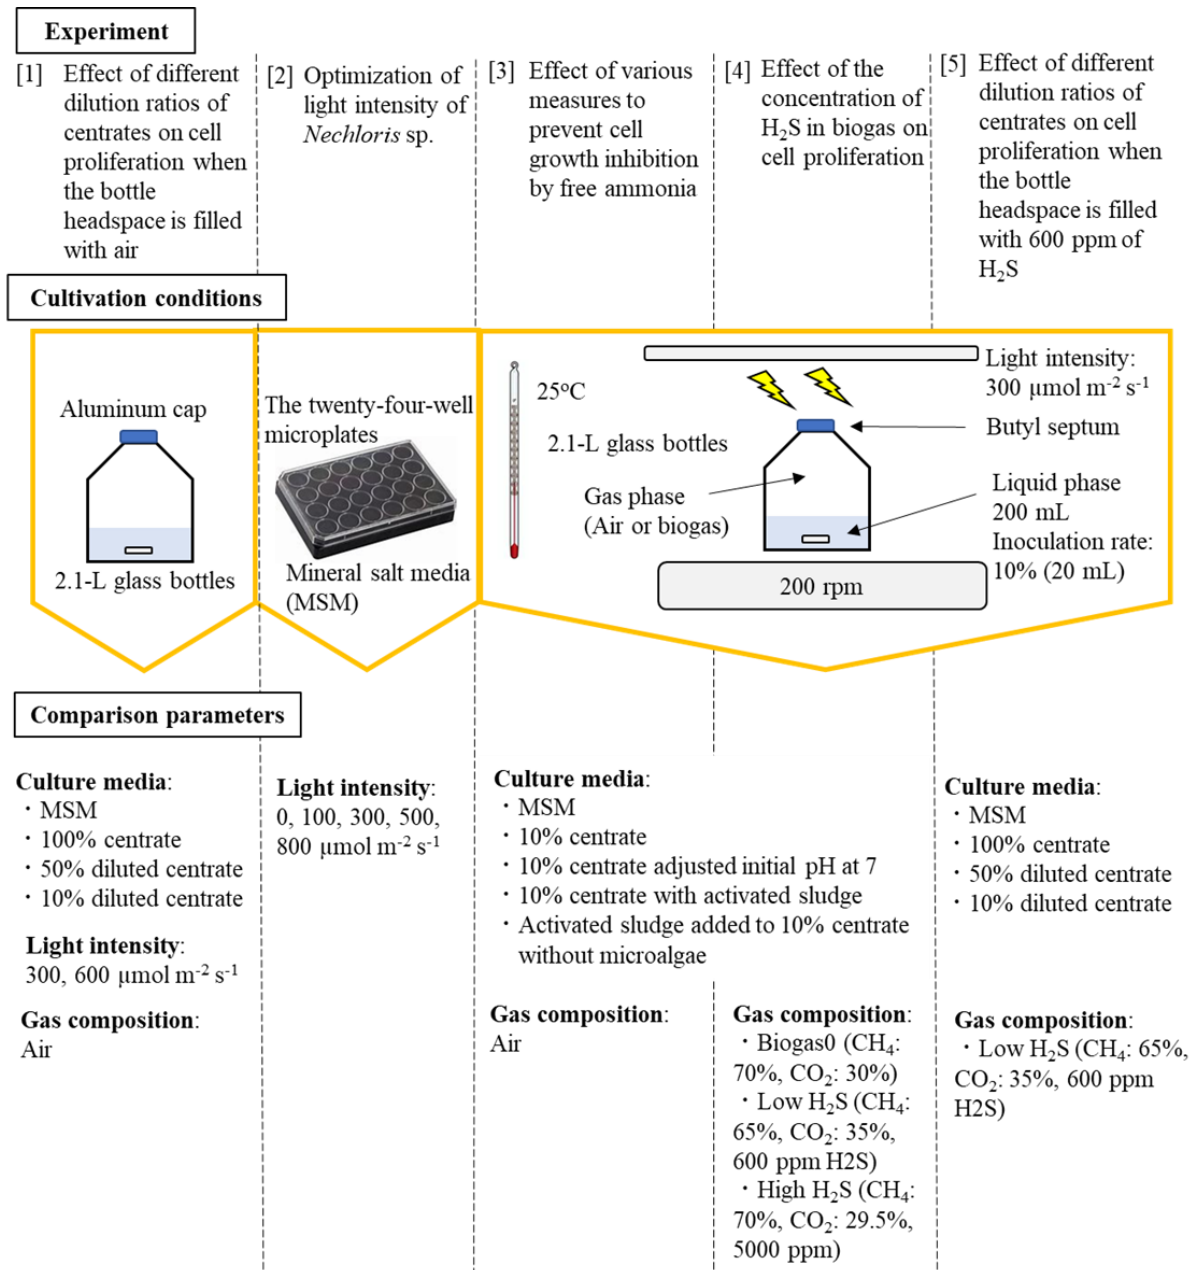 Experiment
[1] Effect of different
dilution ratios of
centrates on cell
proliferation when
the bottle
headspace is filled
with air
[2] Optimization of
light intensity of
Nechloris sp.
[3] Effect of various
measures to
prevent cell
growth inhibition
by free ammonia
[4] Effect of the
concentration of
H₂S in biogas on
cell proliferation
[5] Effect of different
dilution ratios of
centrates on cell
proliferation when
the bottle
headspace is filled
with 600 ppm of
H₂S
Cultivation conditions
Aluminum cap
2.1-L glass bottles
The twenty-four-well
microplates
Mineral salt media
(MSM)
25°C
2.1-L glass bottles
Gas phase
(Air or biogas)
200 rpm
Light intensity:
300 µmol m⁻² s⁻¹
Butyl septum
Liquid phase
200 mL
Inoculation rate:
10% (20 mL)
Comparison parameters
Culture media:
・MSM
・100% centrate
・50% diluted centrate
・10% diluted centrate
Light intensity:
300, 600 µmol m⁻² s⁻¹
Gas composition:
Air
Light intensity:
0, 100, 300, 500,
800 µmol m⁻² s⁻¹
Culture media:
・MSM
・10% centrate
・10% centrate adjusted initial pH at 7
・10% centrate with activated sludge
・Activated sludge added to 10% centrate
without microalgae
Gas composition:
Air
Gas composition:
・Biogas0 (CH₄:
70%, CO₂: 30%)
・Low H₂S (CH₄:
65%, CO₂: 35%,
600 ppm H2S)
・High H₂S (CH₄:
70%, CO₂: 29.5%,
5000 ppm)
Culture media:
・MSM
・100% centrate
・50% diluted centrate
・10% diluted centrate
Gas composition:
・Low H₂S (CH₄: 65%,
CO₂: 35%, 600 ppm
H2S)